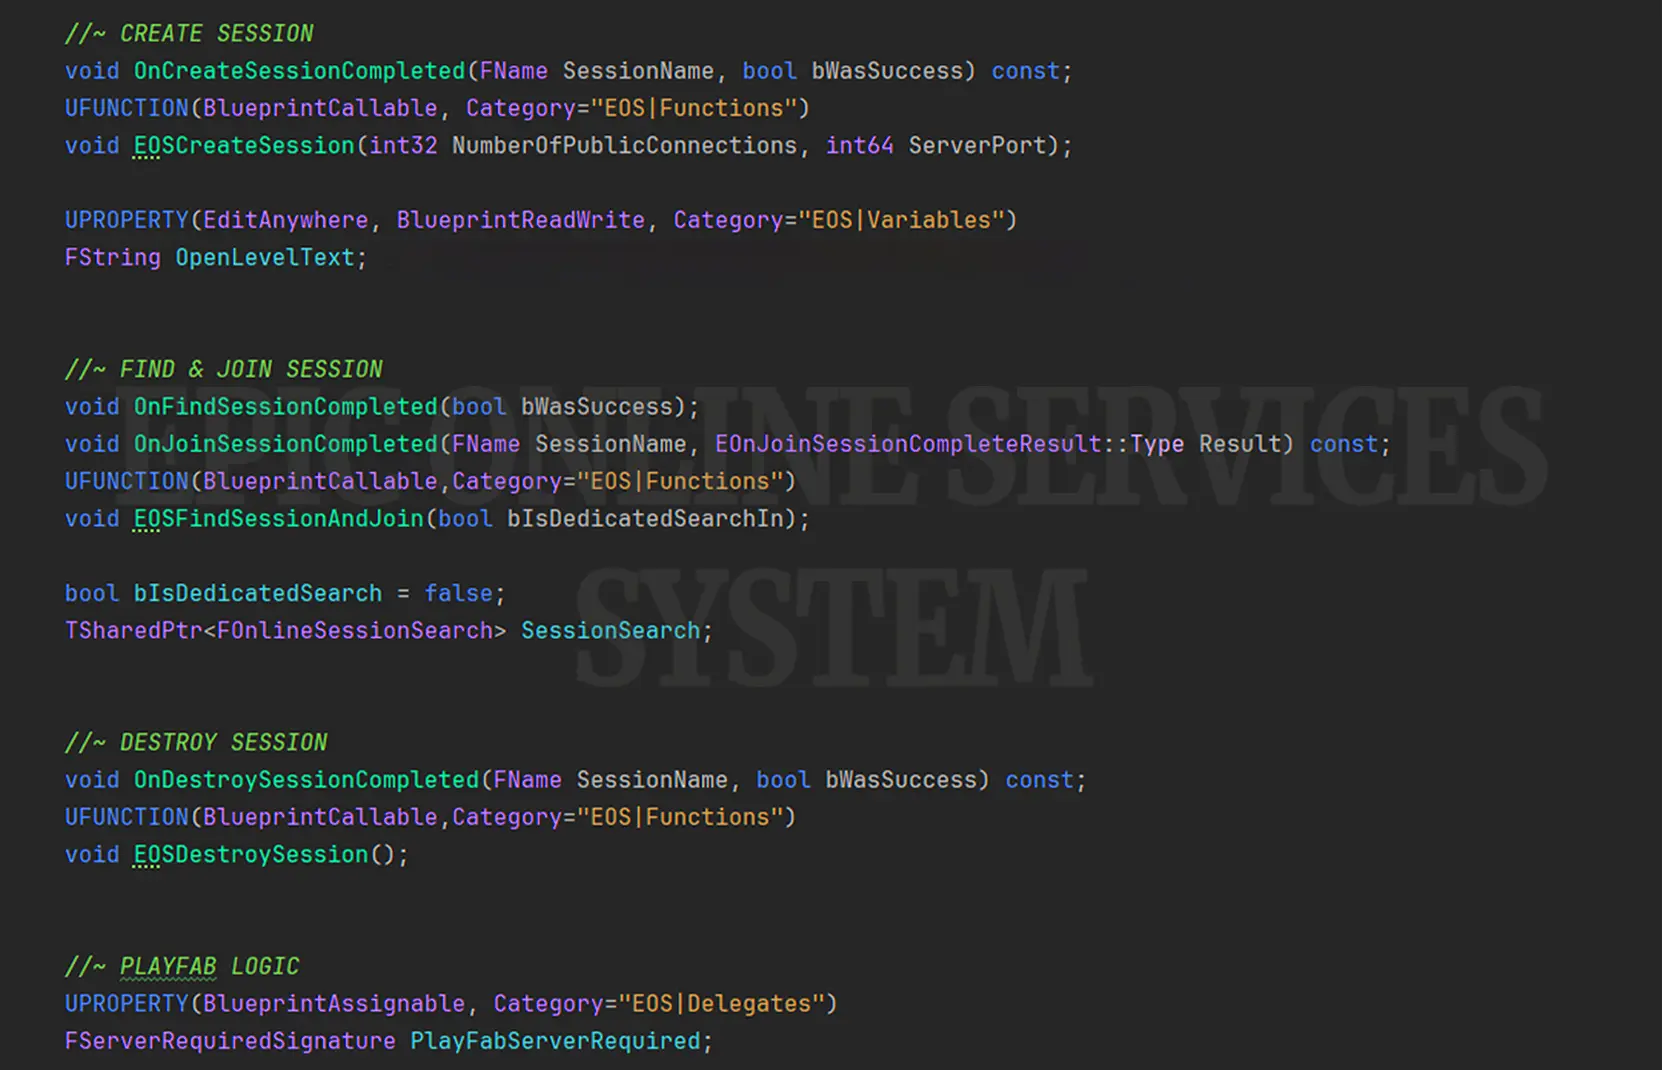 //~ CREATE SESSION
void OnCreateSessionCompleted(FName SessionName, bool bWasSuccess) const;
UFUNCTION(BlueprintCallable, Category="EOS|Functions")
void EOSCreateSession(int32 NumberOfPublicConnections, int64 ServerPort);
UPROPERTY(EditAnywhere, BlueprintReadWrite, Category="EOS|Variables")
FString OpenLevelText;
//~ FIND & JOIN SESSION
void OnFindSessionCompleted(bool bWasSuccess);
void OnJoinSessionCompleted(FName SessionName, EOnJoinSessionCompleteResult::Type Result) const;
UFUNCTION(BlueprintCallable,Category="EOS|Functions")
void EOSFindSessionAndJoin(bool bIsDedicatedSearchIn);
bool bIsDedicatedSearch = false;
TSharedPtr<FOnlineSessionSearch> SessionSearch;
//~ DESTROY SESSION
void OnDestroySessionCompleted(FName SessionName, bool bWasSuccess) const;
UFUNCTION(BlueprintCallable,Category="EOS|Functions")
void EOSDestroySession();
//~ PLAYFAB LOGIC
UPROPERTY(BlueprintAssignable, Category="EOS|Delegates")
FServerRequiredSignature PlayFabServerRequired;
EPIC ONLINE SERVICES
SYSTEM